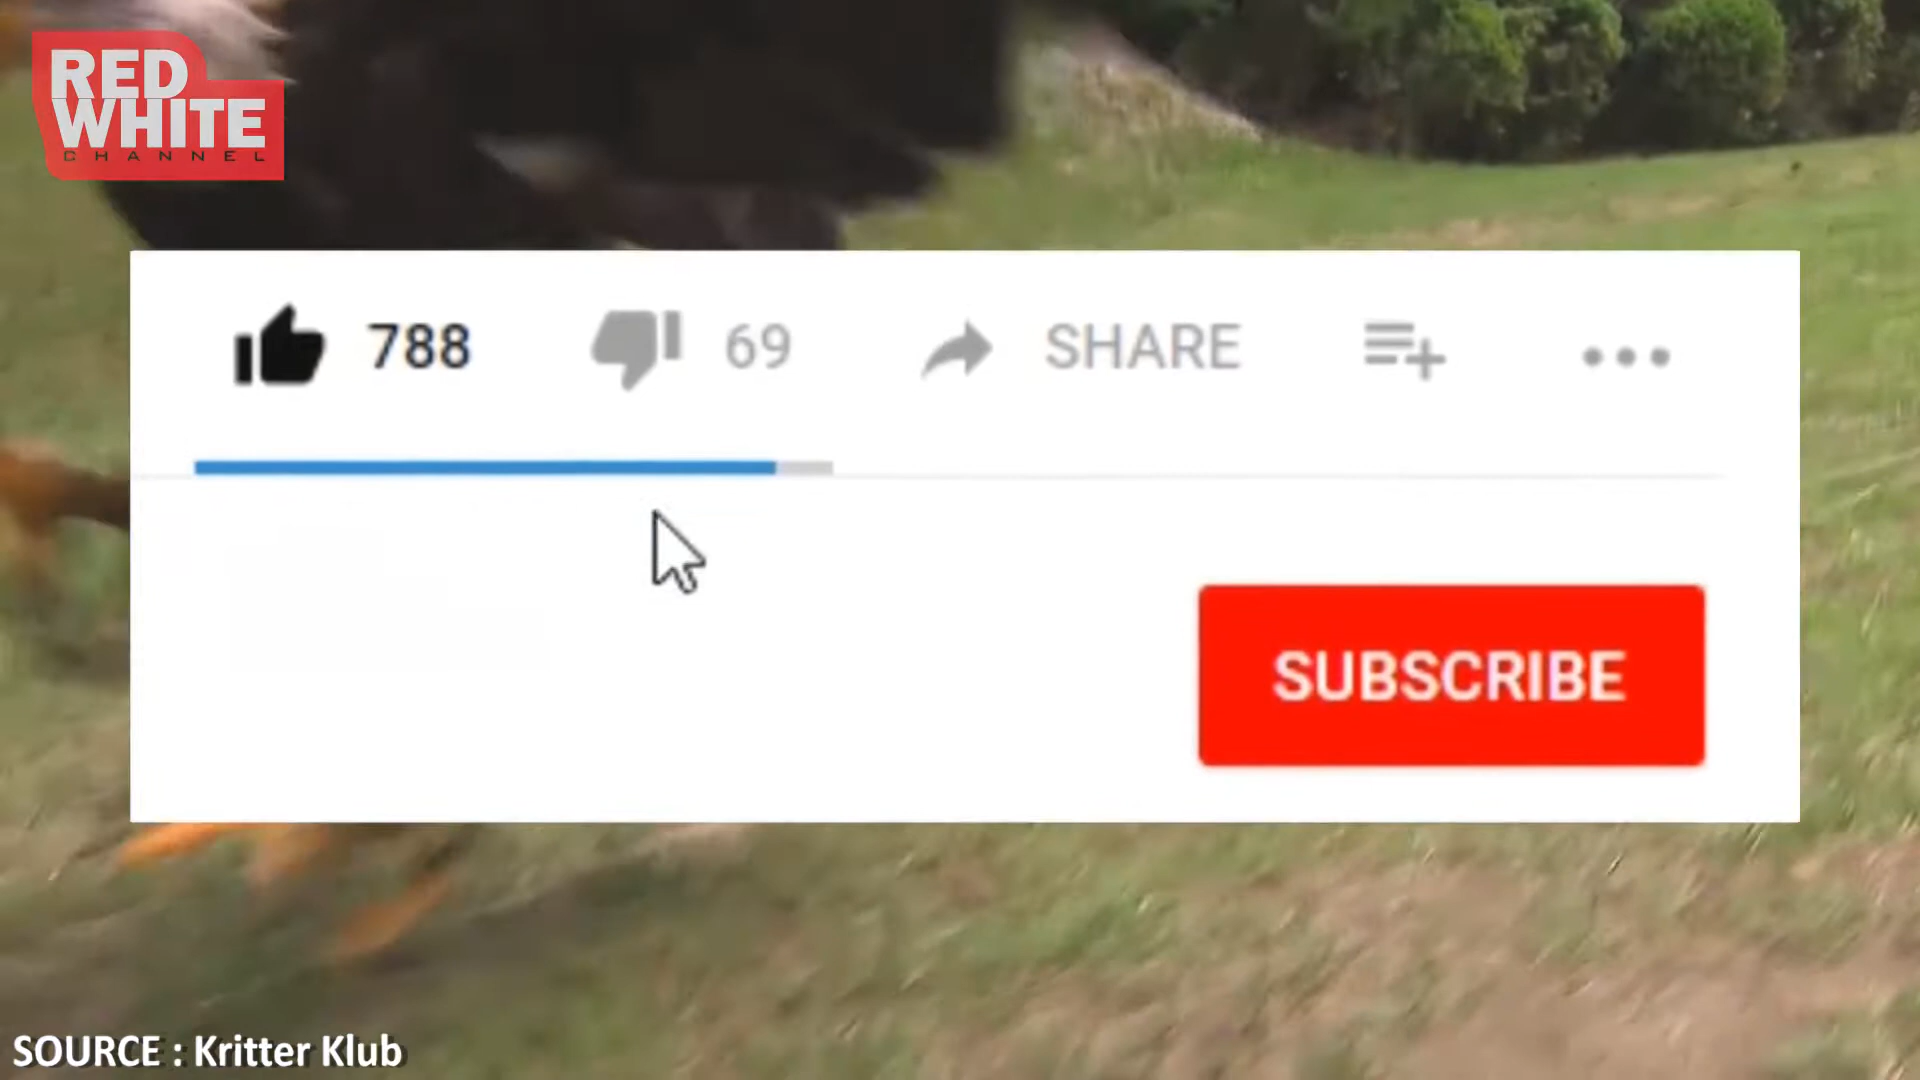 RED
WHITE
CHANNEL
788 69 SHARE
SUBSCRIBE
SOURCE : Kritter Klub